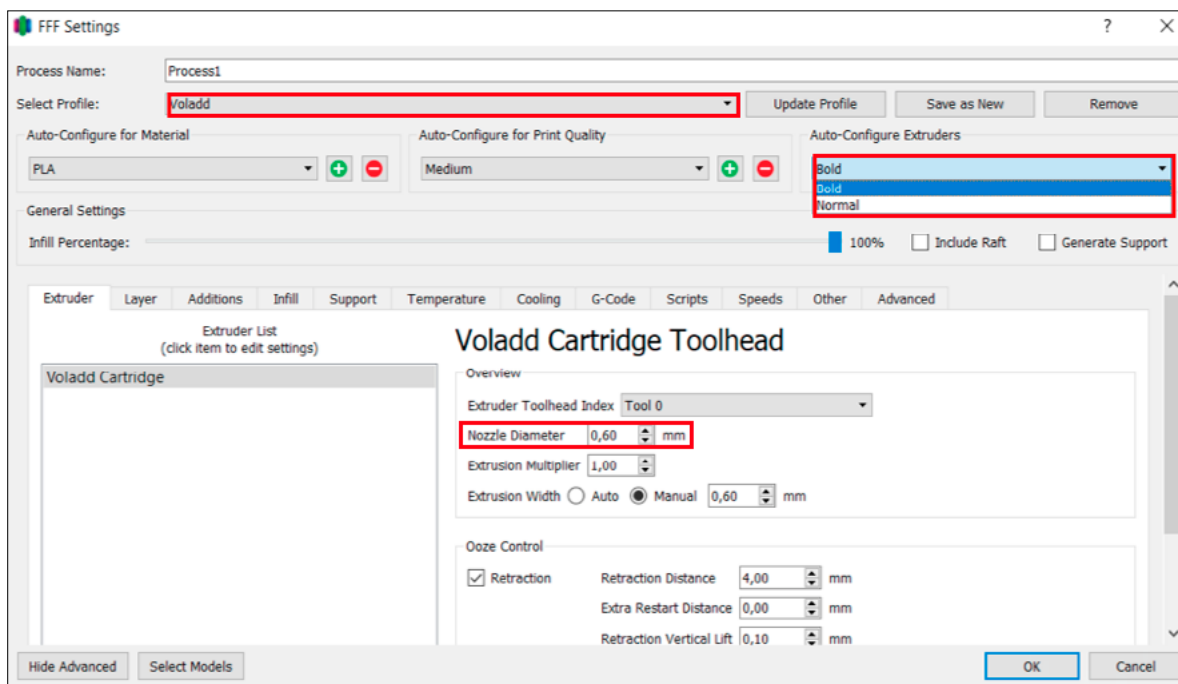 FFF Settings ?
Process Name: Process1
Select Profile: Voladd Update Profile Save as New Remove
Auto-Configure for Material Auto-Configure for Print Quality Auto-Configure Extruders
PLA Medium Bold
Bold
Normal
General Settings
Infill Percentage: 100% Include Raft Generate Support
Extruder Layer Additions Infill Support Temperature Cooling G-Code Scripts Speeds Other Advanced
Extruder List
(click item to edit settings)
Voladd Cartridge
Voladd Cartridge Toolhead
Overview
Extruder Toolhead Index Tool 0
Nozzle Diameter 0,60 mm
Extrusion Multiplier 1,00
Extrusion Width Auto Manual 0,60 mm
Ooze Control
Retraction Retraction Distance 4,00 mm
Extra Restart Distance 0,00 mm
Retraction Vertical Lift 0,10 mm
Hide Advanced Select Models OK Cancel